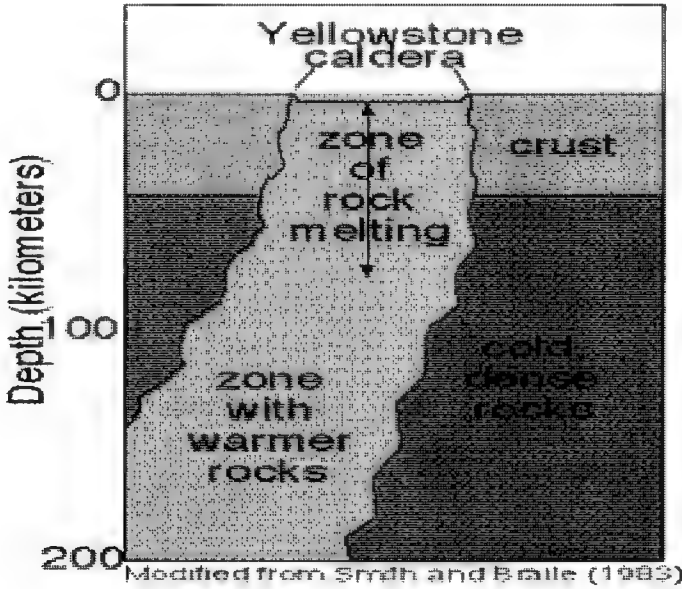 Yellowstone
caldera
0
zone
of
rock
melting
crust
Depth (kilometers)
100
cold,
dense
rocks
zone
with
warmer
rocks
200
Modified from Smith and Braile (1983)